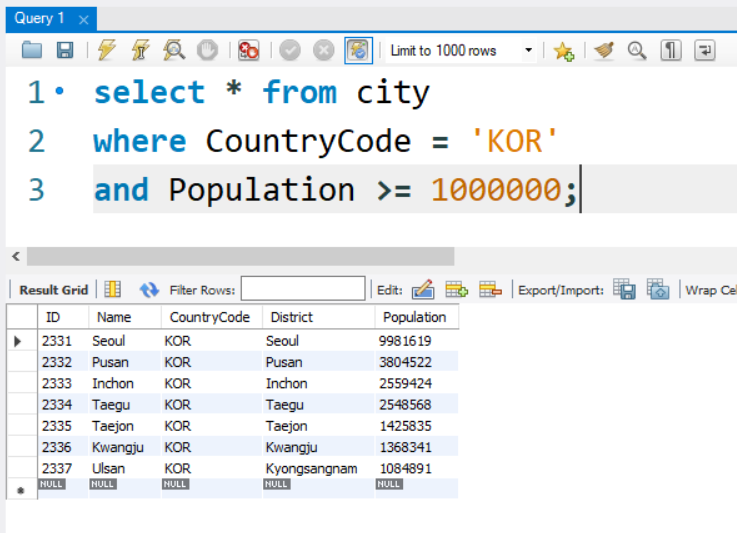 Query 1
Limit to 1000 rows
1 select * from city
2 where CountryCode = 'KOR'
3 and Population >= 1000000;
Result Grid Filter Rows: Edit: Export/Import: Wrap Cel
ID Name CountryCode District Population
2331 Seoul KOR Seoul 9981619
2332 Pusan KOR Pusan 3804522
2333 Inchon KOR Inchon 2559424
2334 Taegu KOR Taegu 2548568
2335 Taejon KOR Taejon 1425835
2336 Kwangju KOR Kwangju 1368341
2337 Ulsan KOR Kyongsangnam 1084891
NULL NULL NULL NULL NULL